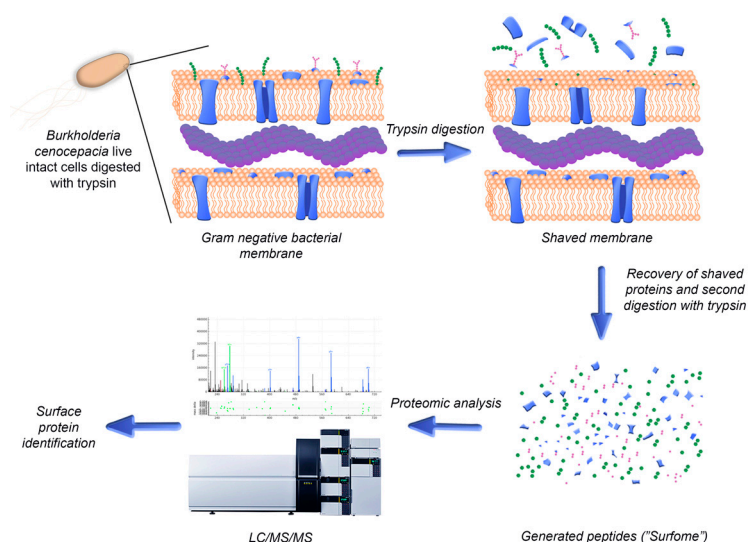 Burkholderia
cenocepacia live
intact cells digested
with trypsin
Trypsin digestion
Gram negative bacterial
membrane
Shaved membrane
Recovery of shaved
proteins and second
digestion with trypsin
Proteomic analysis
Surface
protein
identification
LC/MS/MS
Generated peptides ("Surfome")